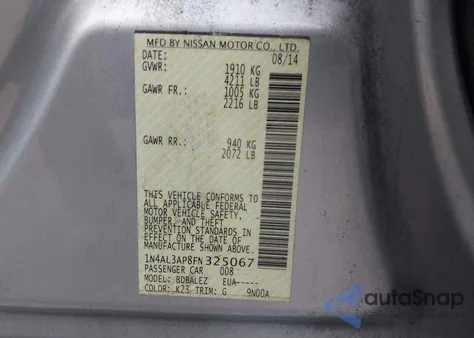 MFD BY NISSAN MOTOR CO., LTD.
DATE: 08/14
GVWR: 1910 KG
4211 LB
GAWR FR.: 1005 KG
2216 LB
GAWR RR.: 940 KG
2072 LB
THIS VEHICLE CONFORMS TO
ALL APPLICABLE FEDERAL
MOTOR VEHICLE SAFETY,
BUMPER, AND THEFT
PREVENTION STANDARDS
IN EFFECT ON THE DATE OF
MANUFACTURE SHOWN ABOVE.
1N4AL3AP8FN325067
PASSENGER CAR 008
MODEL: BDBALEZ EUA-----
COLOR: K23 TRIM: G 9N00A
autoSnap